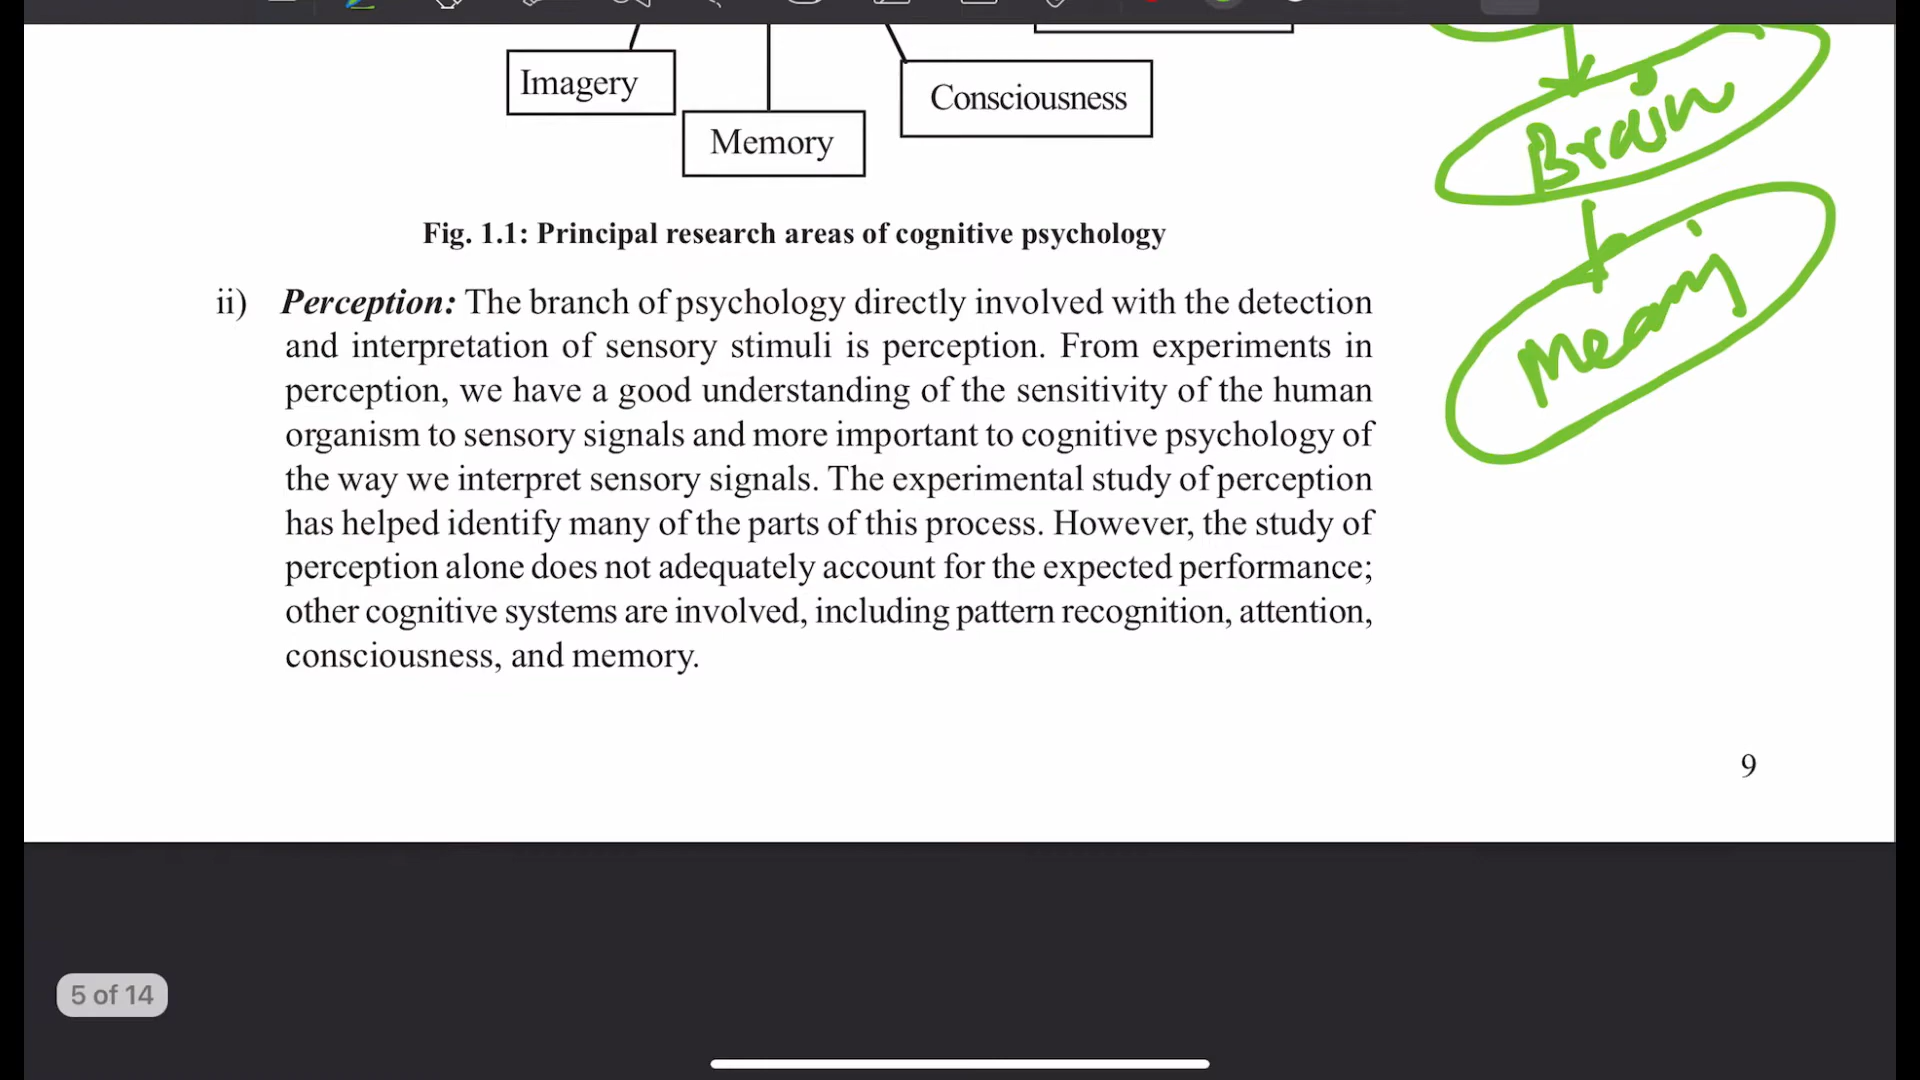 Imagery
Consciousness
Memory
Brain
Fig. 1.1: Principal research areas of cognitive psychology
ii) Perception: The branch of psychology directly involved with the detection
and interpretation of sensory stimuli is perception. From experiments in
perception, we have a good understanding of the sensitivity of the human
organism to sensory signals and more important to cognitive psychology of
the way we interpret sensory signals. The experimental study of perception
has helped identify many of the parts of this process. However, the study of
perception alone does not adequately account for the expected performance;
other cognitive systems are involved, including pattern recognition, attention,
consciousness, and memory.
9
5 of 14